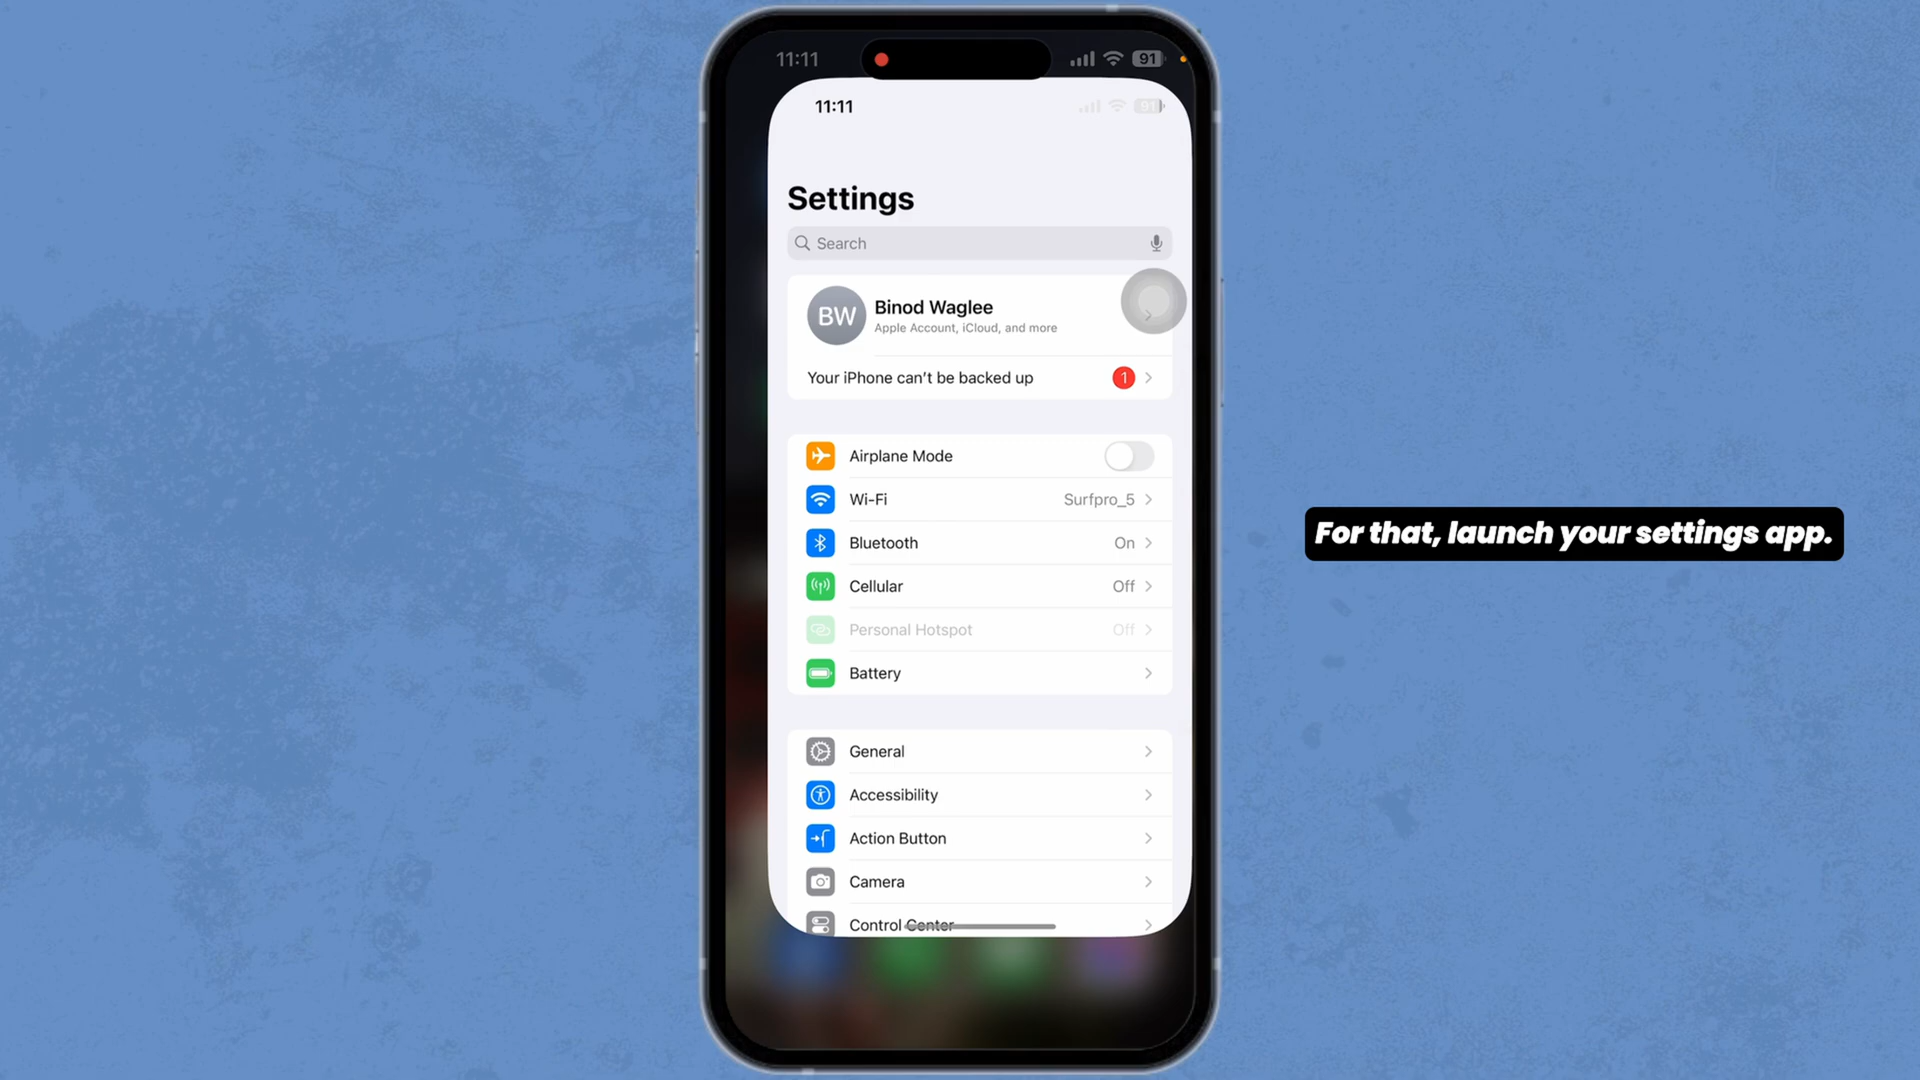 11:11
91
11:11
91
Settings
Search
BW
Binod Waglee
Apple Account, iCloud, and more
Your iPhone can't be backed up
1
Airplane Mode
Wi-Fi
Surfpro_5
Bluetooth
On
Cellular
Off
Personal Hotspot
Off
Battery
General
Accessibility
Action Button
Camera
Control Center
For that, launch your settings app.